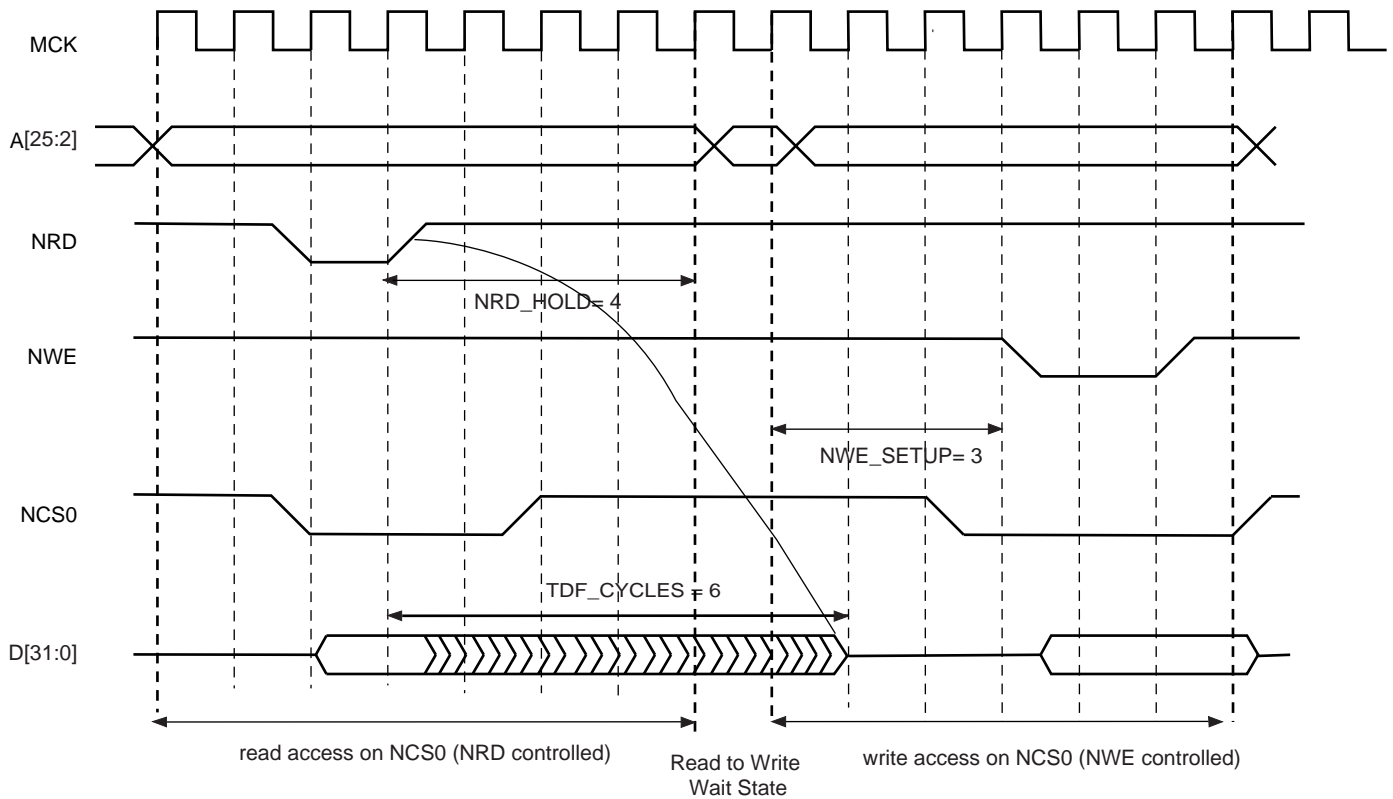 MCK
A[25:2]
NRD
NRD_HOLD= 4
NWE
NWE_SETUP= 3
NCS0
TDF_CYCLES = 6
D[31:0]
read access on NCS0 (NRD controlled)
Read to Write
Wait State
write access on NCS0 (NWE controlled)